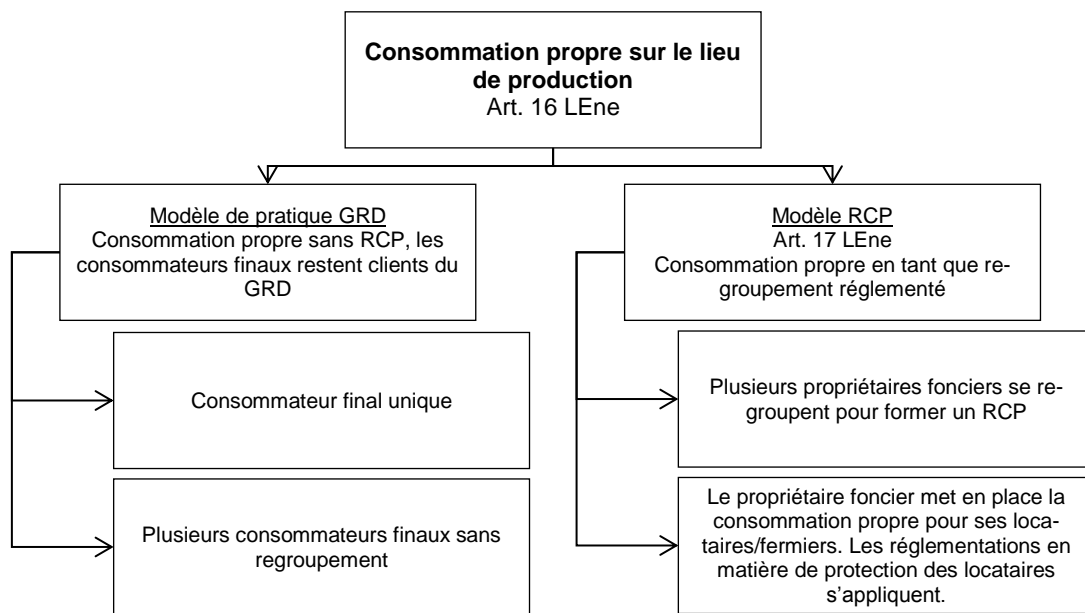 Consommation propre sur le lieu
de production
Art. 16 LEne
Modèle de pratique GRD
Consommation propre sans RCP, les
consommateurs finaux restent clients du
GRD
Consommateur final unique
Plusieurs consommateurs finaux sans
regroupement
Modèle RCP
Art. 17 LEne
Consommation propre en tant que re-
groupement réglementé
Plusieurs propriétaires fonciers se re-
groupent pour former un RCP
Le propriétaire foncier met en place la
consommation propre pour ses loca-
taires/fermiers. Les réglementations en
matière de protection des locataires
s’appliquent.